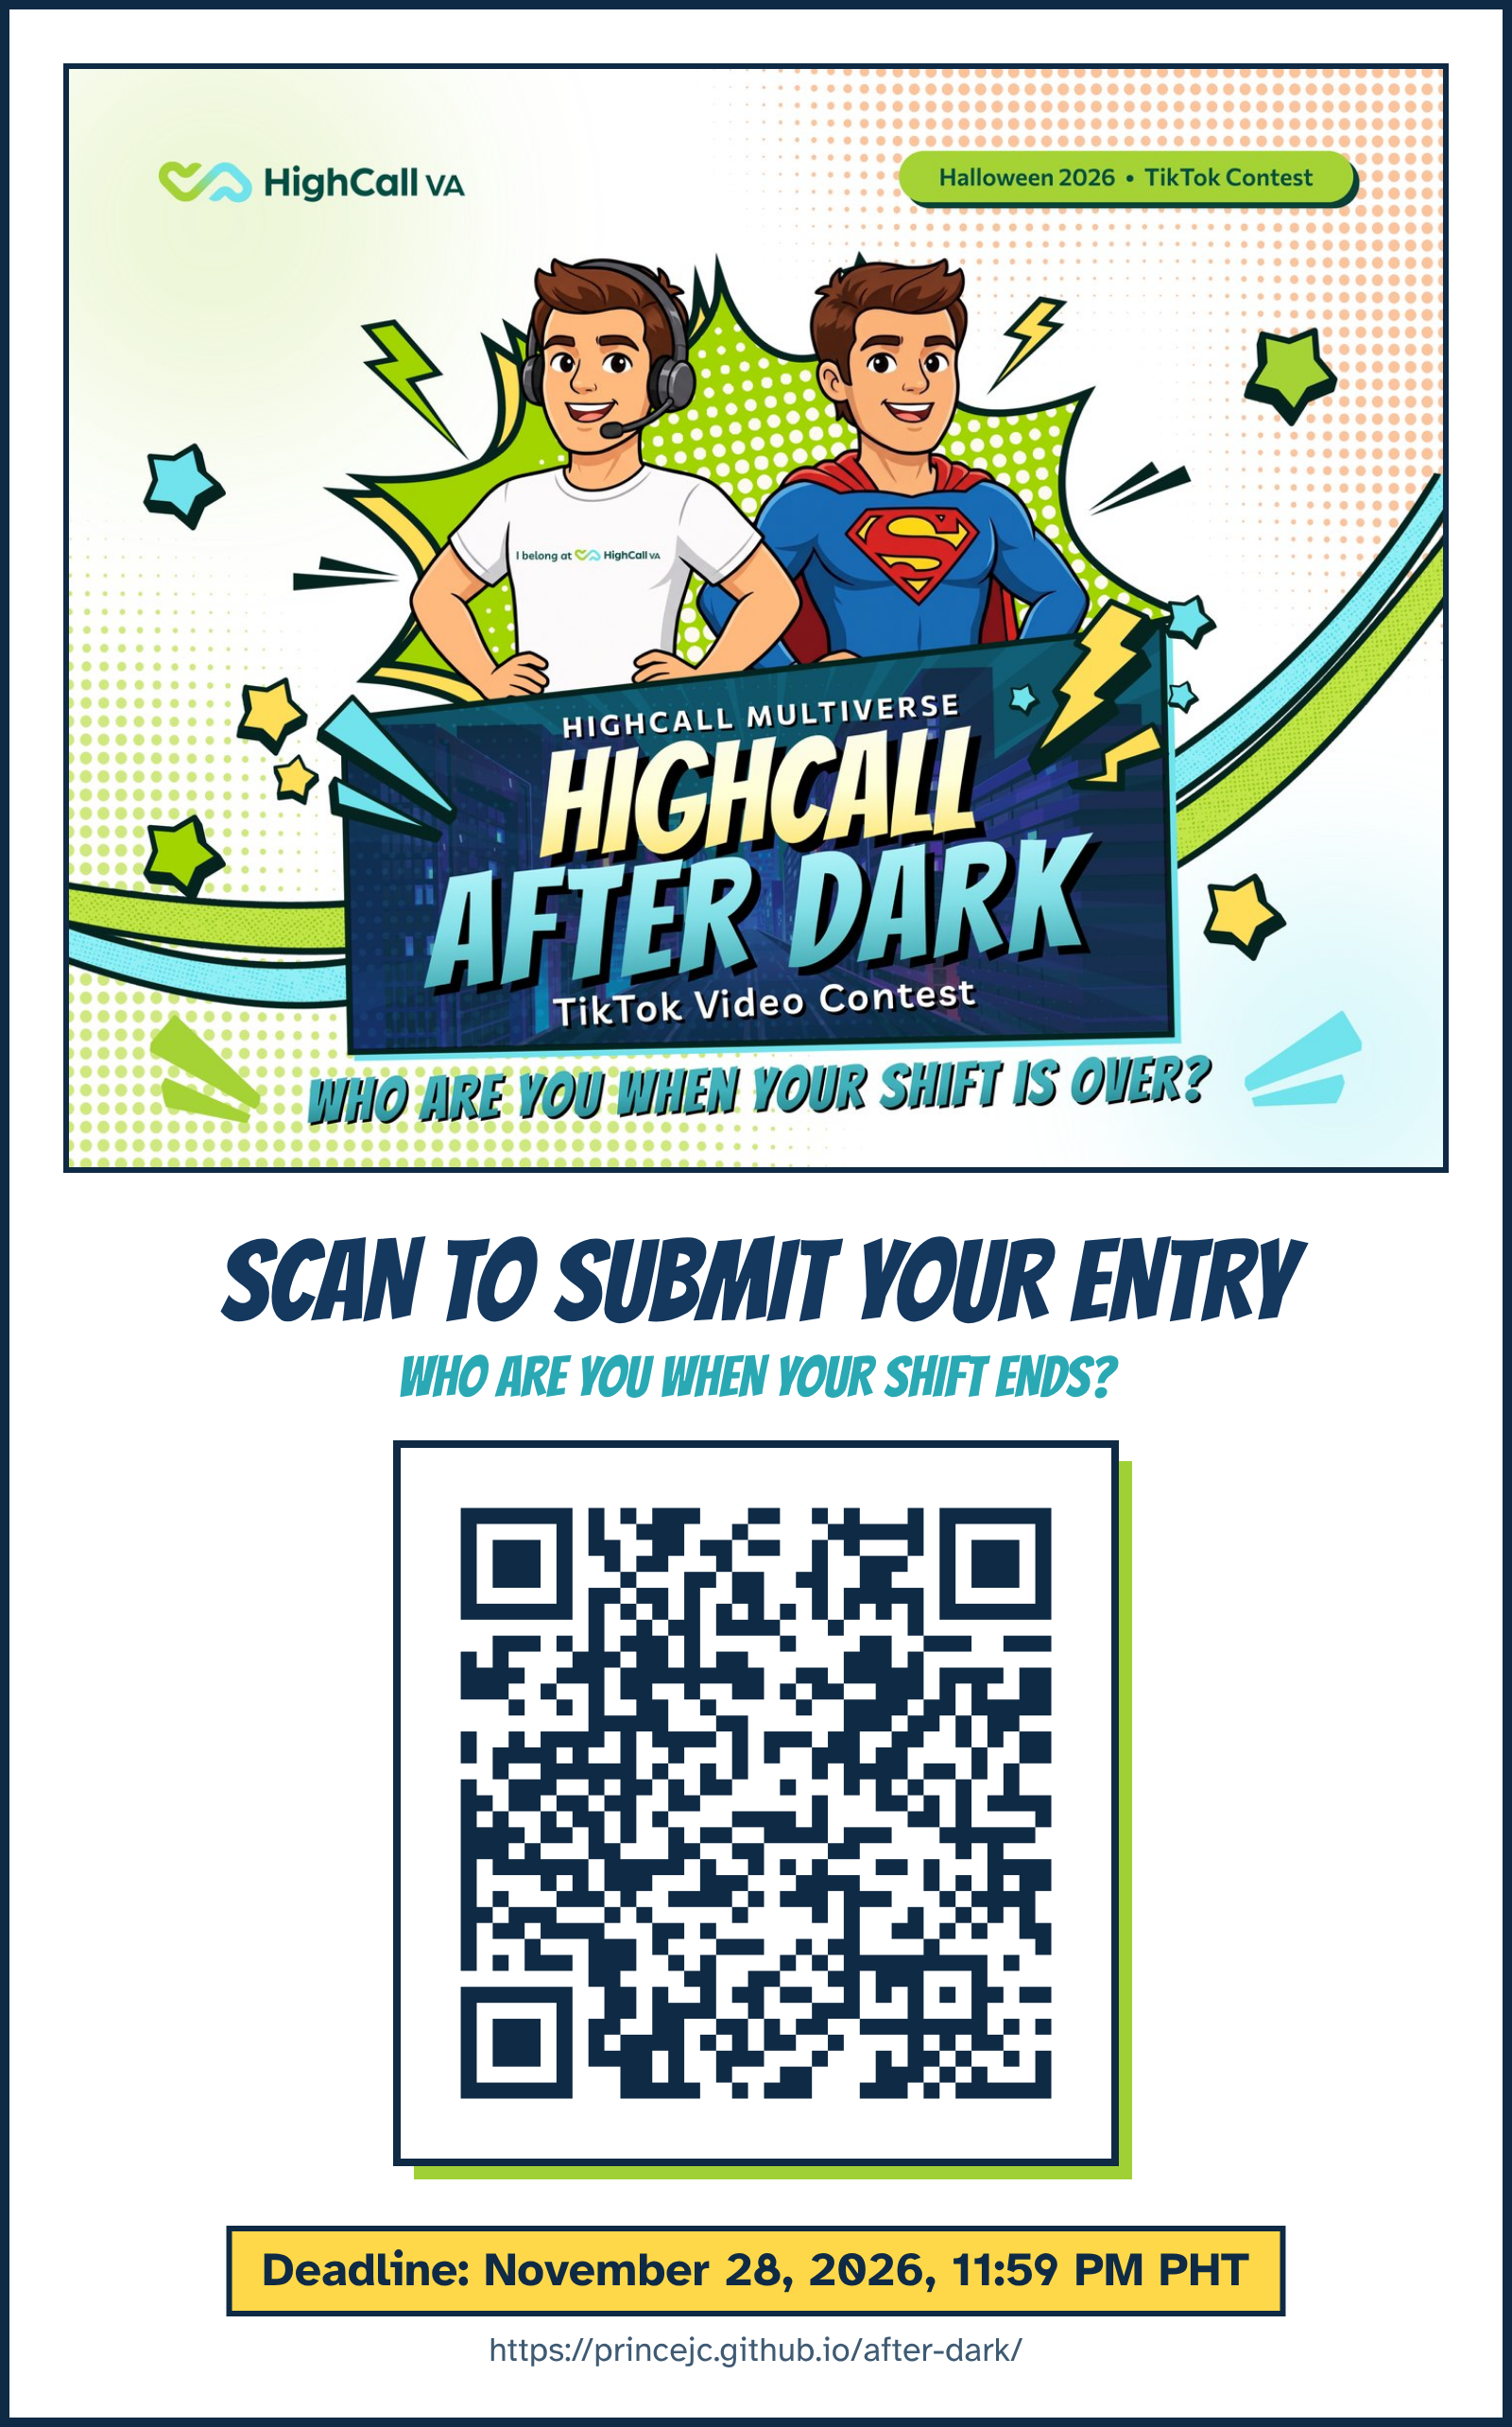 HighCall VA
Halloween 2026 • TikTok Contest
I belong at HighCall VA
S
HIGHCALL MULTIVERSE
HIGHCALL
AFTER DARK
TikTok Video Contest
WHO ARE YOU WHEN YOUR SHIFT IS OVER?
SCAN TO SUBMIT YOUR ENTRY
WHO ARE YOU WHEN YOUR SHIFT ENDS?
Deadline: November 28, 2026, 11:59 PM PHT
https://princejc.github.io/after-dark/